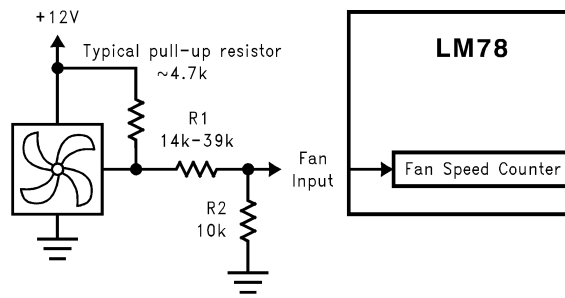 +12V
Typical pull-up resistor
~4.7k
R1
14k-39k
Fan
Input
R2
10k
LM78
Fan Speed Counter